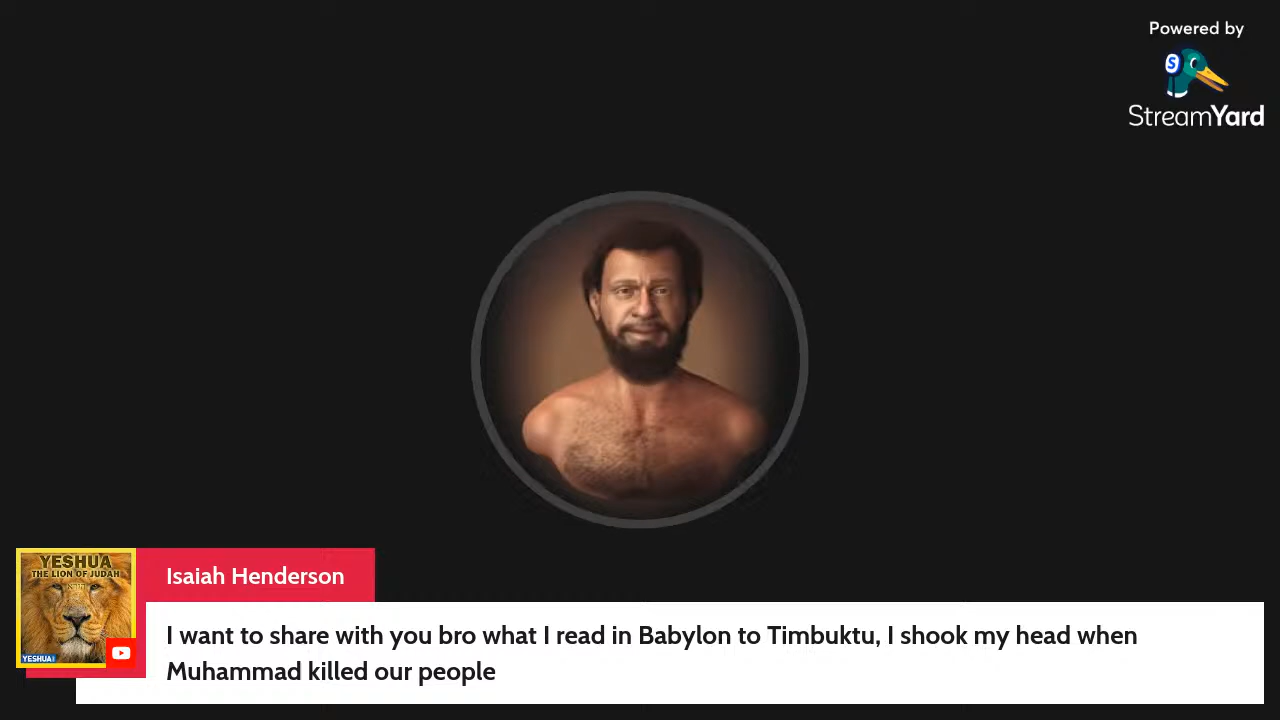 Powered by
S
StreamYard
YESHUA
THE LION OF JUDAH
Isaiah Henderson
I want to share with you bro what I read in Babylon to Timbuktu, I shook my head when
Muhammad killed our people